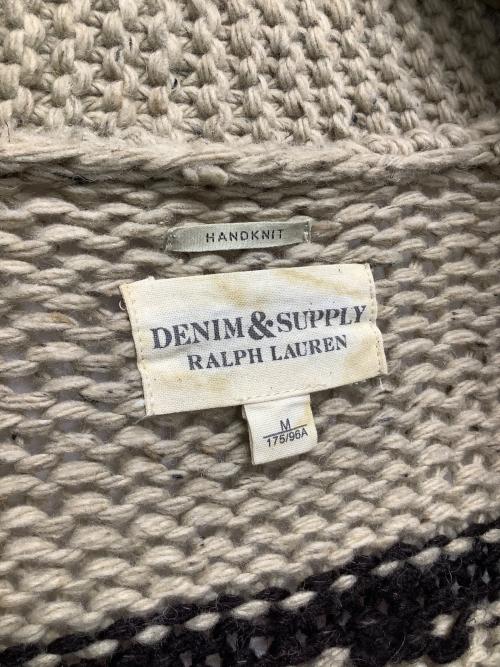 HANDKNIT
DENIM&SUPPLY
RALPH LAUREN
M
175/96A